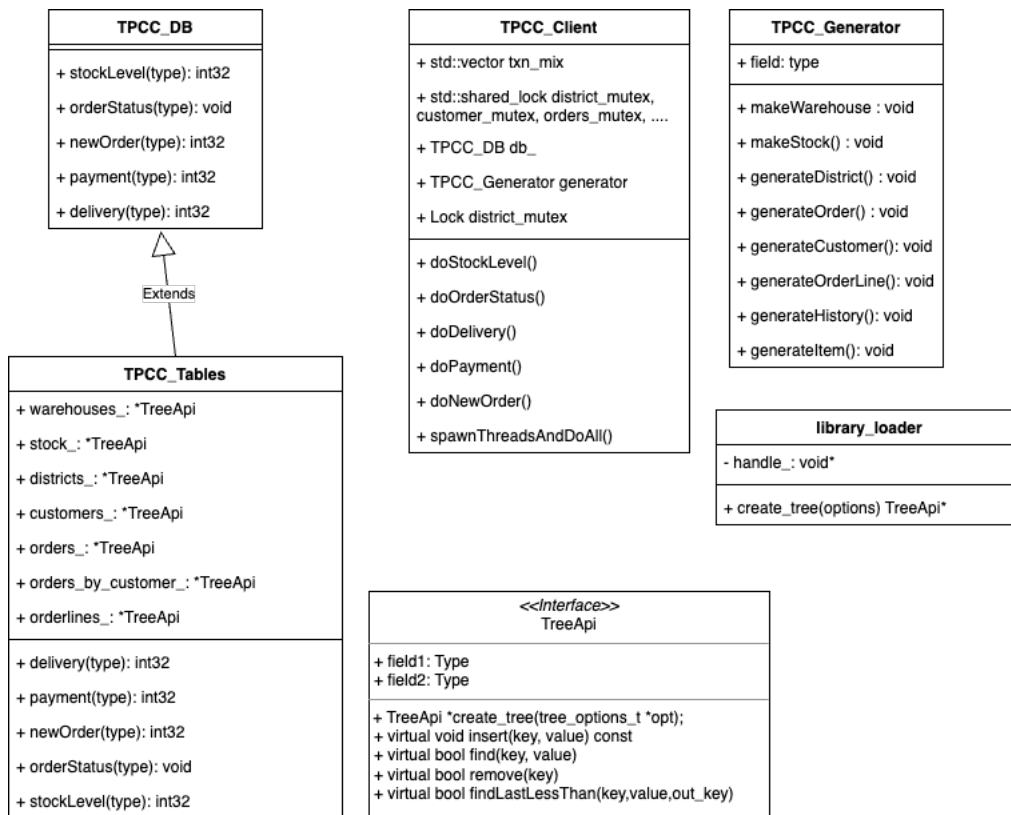 TPCC_DB
+ stockLevel(type): int32
+ orderStatus(type): void
+ newOrder(type): int32
+ payment(type): int32
+ delivery(type): int32
Extends
TPCC_Tables
+ warehouses_: *TreeApi
+ stock_: *TreeApi
+ districts_: *TreeApi
+ customers_: *TreeApi
+ orders_: *TreeApi
+ orders_by_customer_: *TreeApi
+ orderlines_: *TreeApi
+ delivery(type): int32
+ payment(type): int32
+ newOrder(type): int32
+ orderStatus(type): void
+ stockLevel(type): int32
TPCC_Client
+ std::vector txn_mix
+ std::shared_lock district_mutex,
customer_mutex, orders_mutex, ....
+ TPCC_DB db_
+ TPCC_Generator generator
+ Lock district_mutex
+ doStockLevel()
+ doOrderStatus()
+ doDelivery()
+ doPayment()
+ doNewOrder()
+ spawnThreadsAndDoAll()
TPCC_Generator
+ field: type
+ makeWarehouse : void
+ makeStock() : void
+ generateDistrict() : void
+ generateOrder() : void
+ generateCustomer(): void
+ generateOrderLine(): void
+ generateHistory(): void
+ generateItem(): void
library_loader
- handle_: void*
+ create_tree(options) TreeApi*
<<Interface>>
TreeApi
+ field1: Type
+ field2: Type
+ TreeApi *create_tree(tree_options_t *opt);
+ virtual void insert(key, value) const
+ virtual bool find(key, value)
+ virtual bool remove(key)
+ virtual bool findLastLessThan(key,value,out_key)